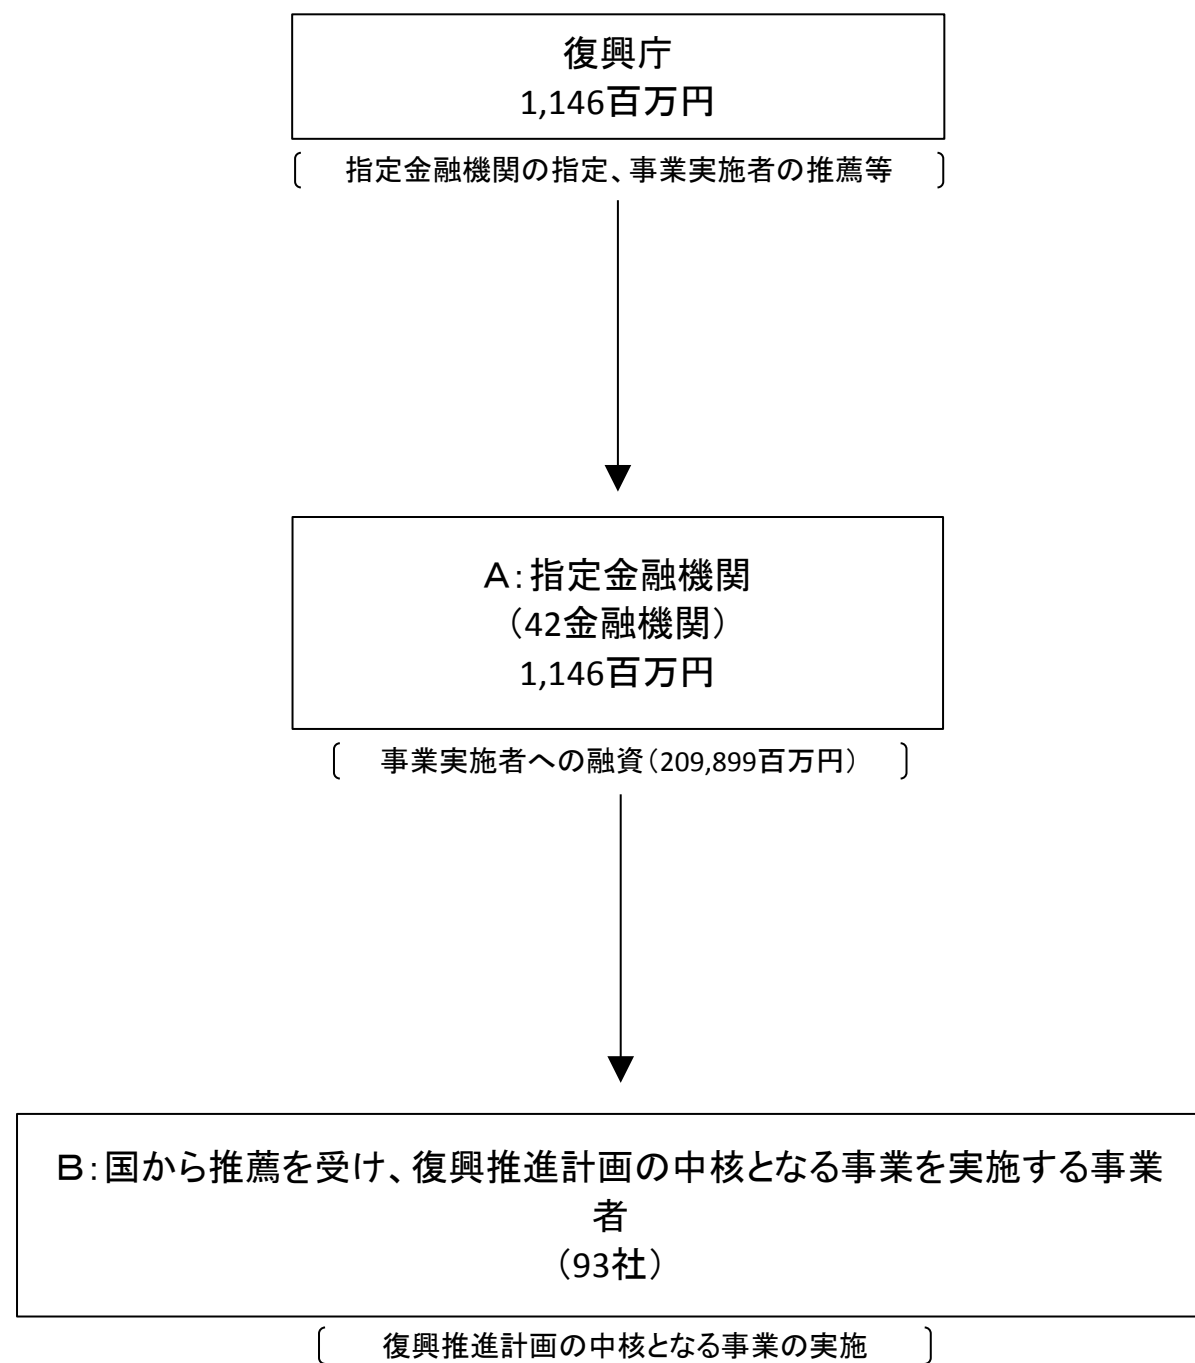 復興庁
1,146百万円
〔 指定金融機関の指定、事業実施者の推薦等 〕
A:指定金融機関
（42金融機関）
1,146百万円
〔 事業実施者への融資（209,899百万円） 〕
B:国から推薦を受け、復興推進計画の中核となる事業を実施する事業
者
（93社）
〔 復興推進計画の中核となる事業の実施 〕